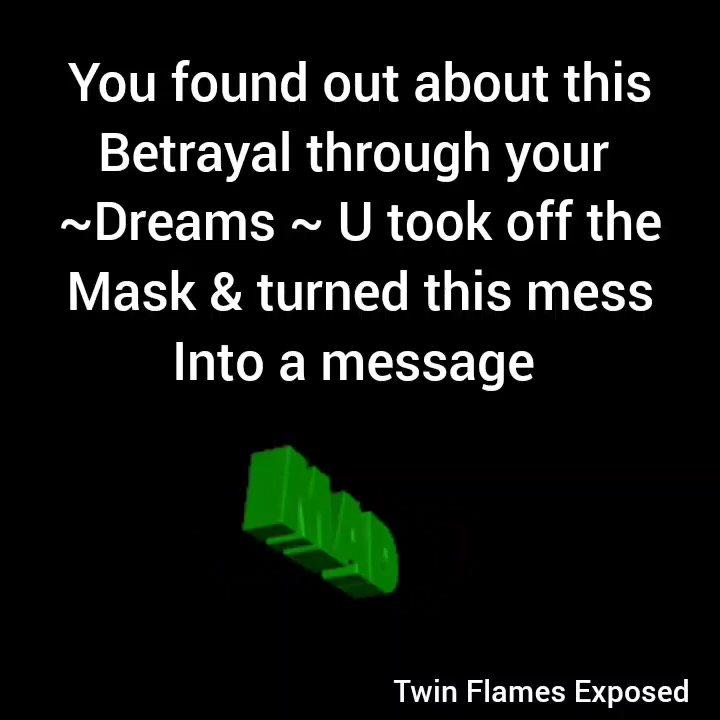 You found out about this
Betrayal through your
~Dreams ~ U took off the
Mask & turned this mess
Into a message
MAD
Twin Flames Exposed